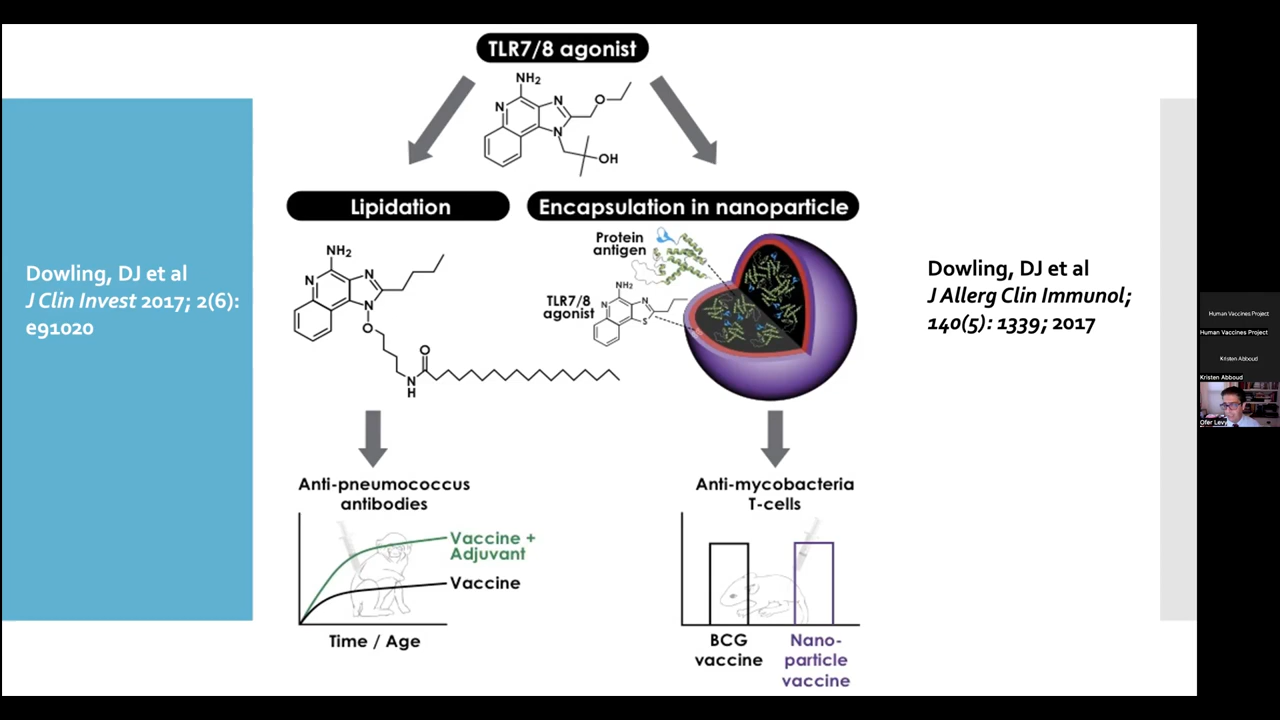 TLR7/8 agonist
NH₂
N
N
O
N
OH
Lipidation
Encapsulation in nanoparticle
Dowling, DJ et al
J Clin Invest 2017; 2(6):
e91020
NH₂
N
N
N
O
O
N
H
Protein
antigen
TLR7/8
agonist
NH₂
N
N
S
Dowling, DJ et al
J Allerg Clin Immunol;
140(5): 1339; 2017
Anti-pneumococcus
antibodies
Vaccine +
Adjuvant
Vaccine
Time / Age
Anti-mycobacteria
T-cells
BCG
vaccine
Nano-
particle
vaccine
Human Vaccines Project
Human Vaccines Project
Kristen Abboud
Kristen Abboud
Ofer Levy